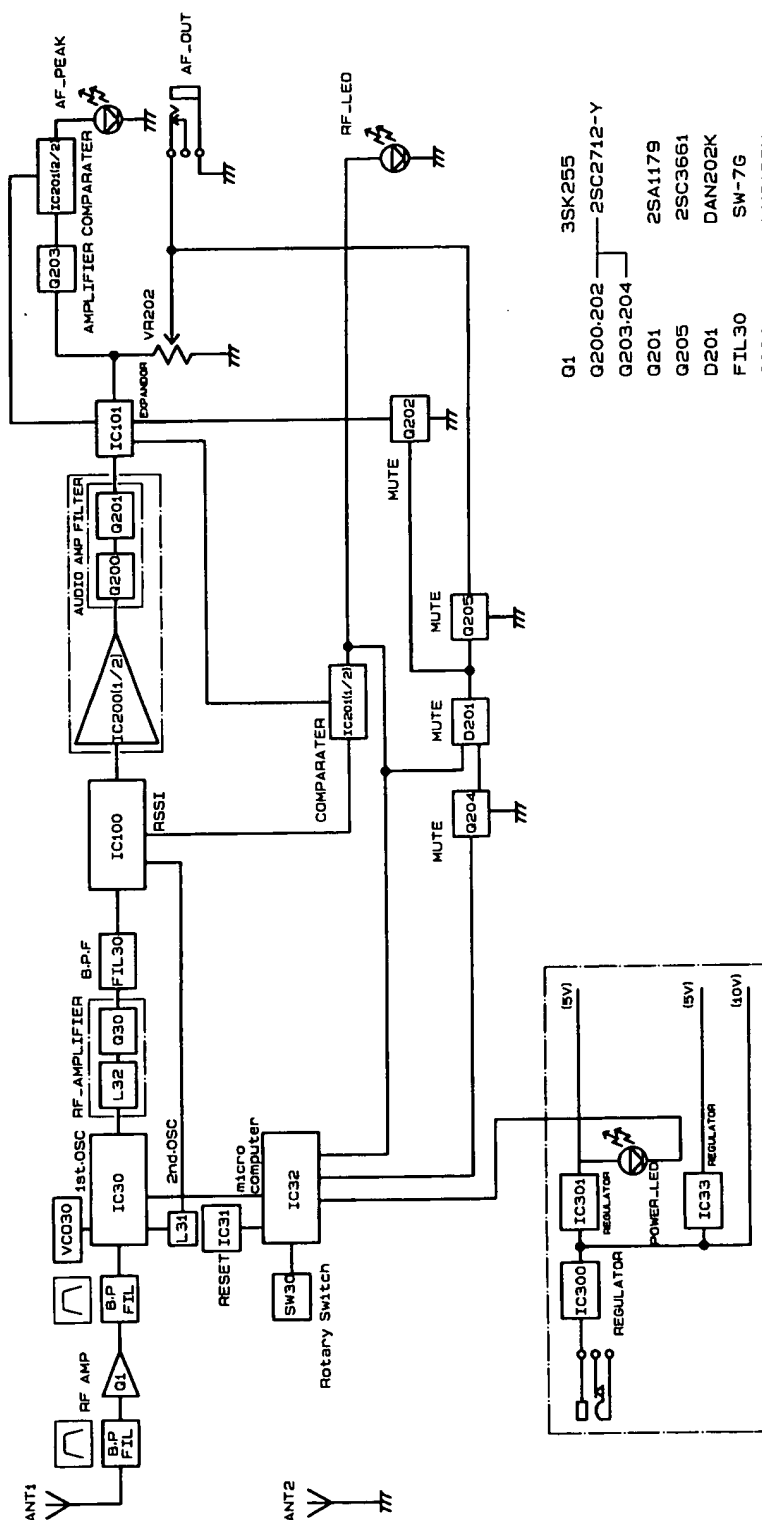 ANT1
B.P
FIL
RF AMP
Q1
B.P
FIL
VCO30
1st.OSC
IC30
RF_AMPLIFIER
L32
Q30
B.P.F
FIL30
IC100
RSSI
AUDIO AMP FILTER
IC200(1/2)
Q200
Q201
IC101
EXPANDOR
Q203
AMPLIFIER
IC201(2/2)
COMPARATER
AF_PEAK
VR202
AF_OUT
2nd.OSC
L31
RESET
IC31
micro
computer
IC32
SW30
Rotary Switch
COMPARATER
IC201(1/2)
RF_LED
MUTE
Q202
MUTE
Q204
MUTE
D201
MUTE
Q205
ANT2
IC300
REGULATOR
IC301
REGULATOR
POWER_LED
IC33
REGULATOR
(5V)
(5V)
(10V)
Q1 3SK255
Q200.202 2SC2712-Y
Q203.204
Q201 2SA1179
Q205 2SC3661
D201 DAN202K
FIL30 SW-7G